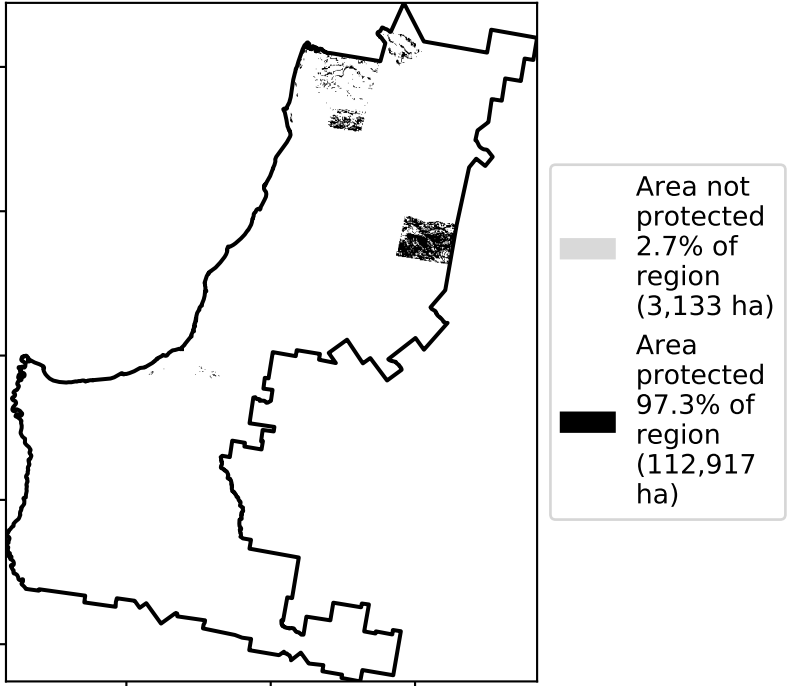 Area not
protected
2.7% of
region
(3,133 ha)
Area
protected
97.3% of
region
(112,917
ha)